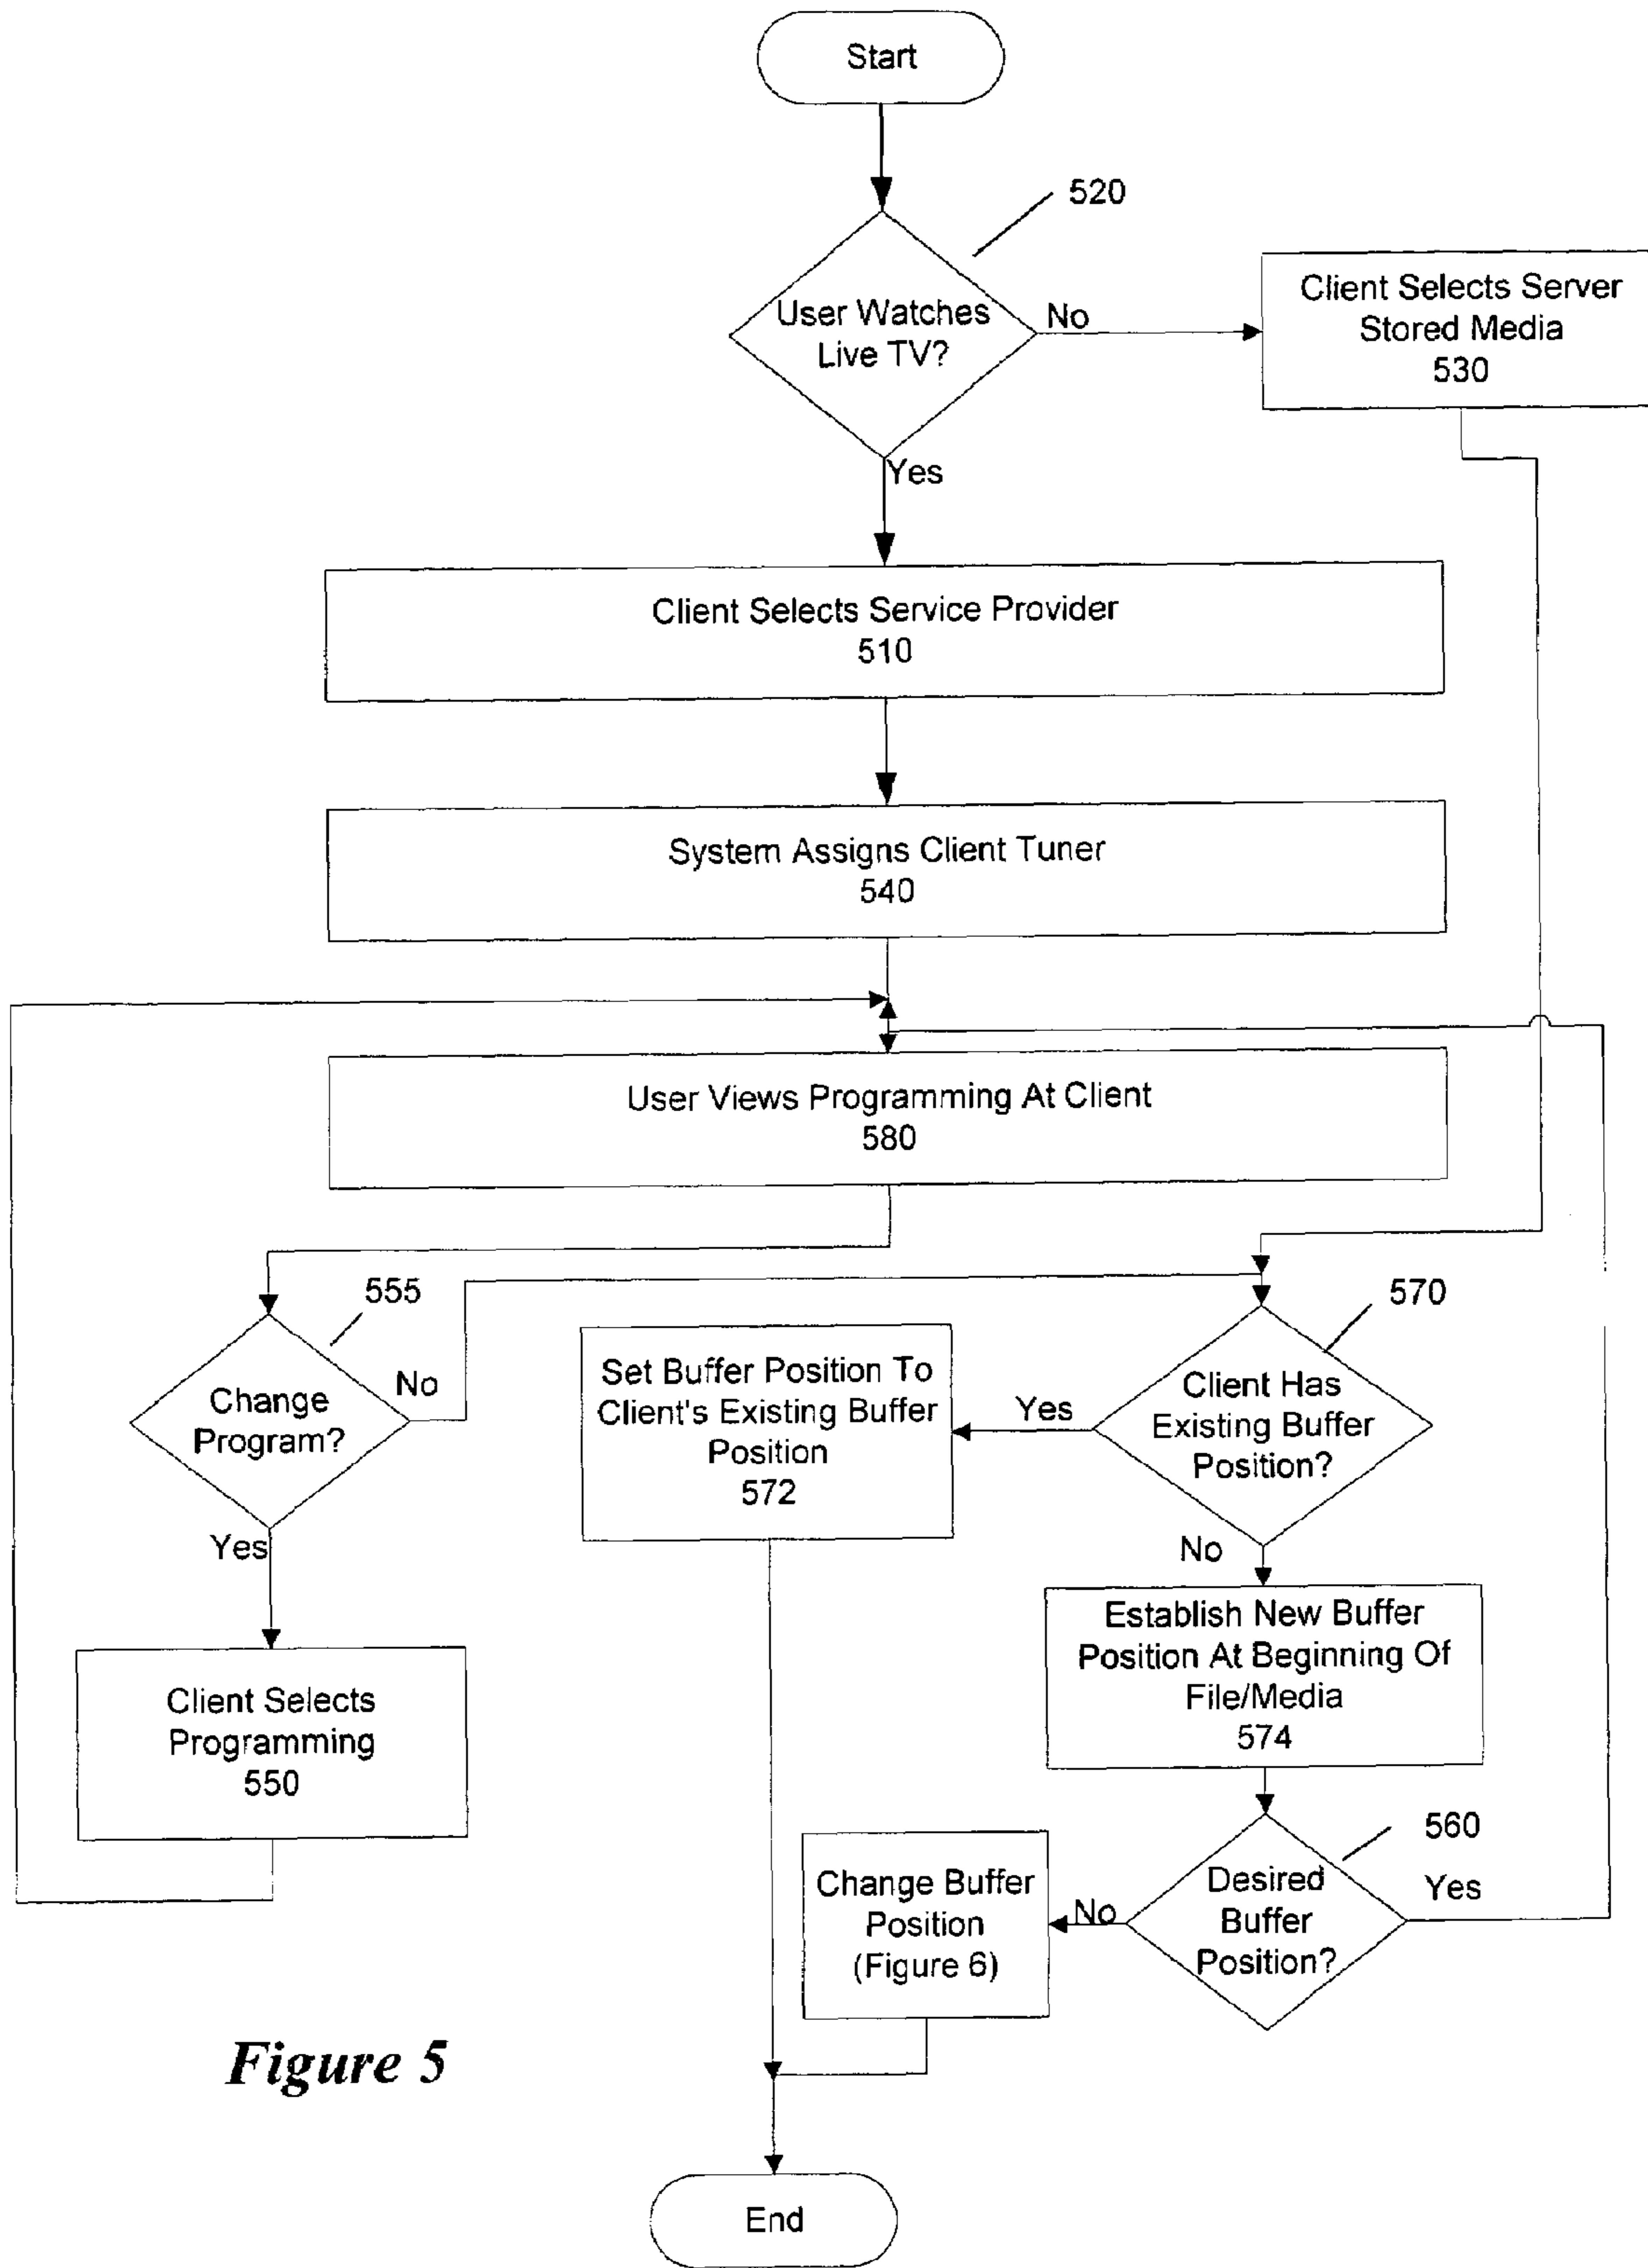 Start
520
User Watches
Live TV?
No
Client Selects Server
Stored Media
530
Yes
Client Selects Service Provider
510
System Assigns Client Tuner
540
User Views Programming At Client
580
555
Change
Program?
No
Yes
570
Client Has
Existing Buffer
Position?
Yes
No
Set Buffer Position To
Client's Existing Buffer
Position
572
Establish New Buffer
Position At Beginning Of
File/Media
574
Client Selects
Programming
550
560
Desired
Buffer
Position?
Yes
No
Change Buffer
Position
(Figure 6)
Figure 5
End